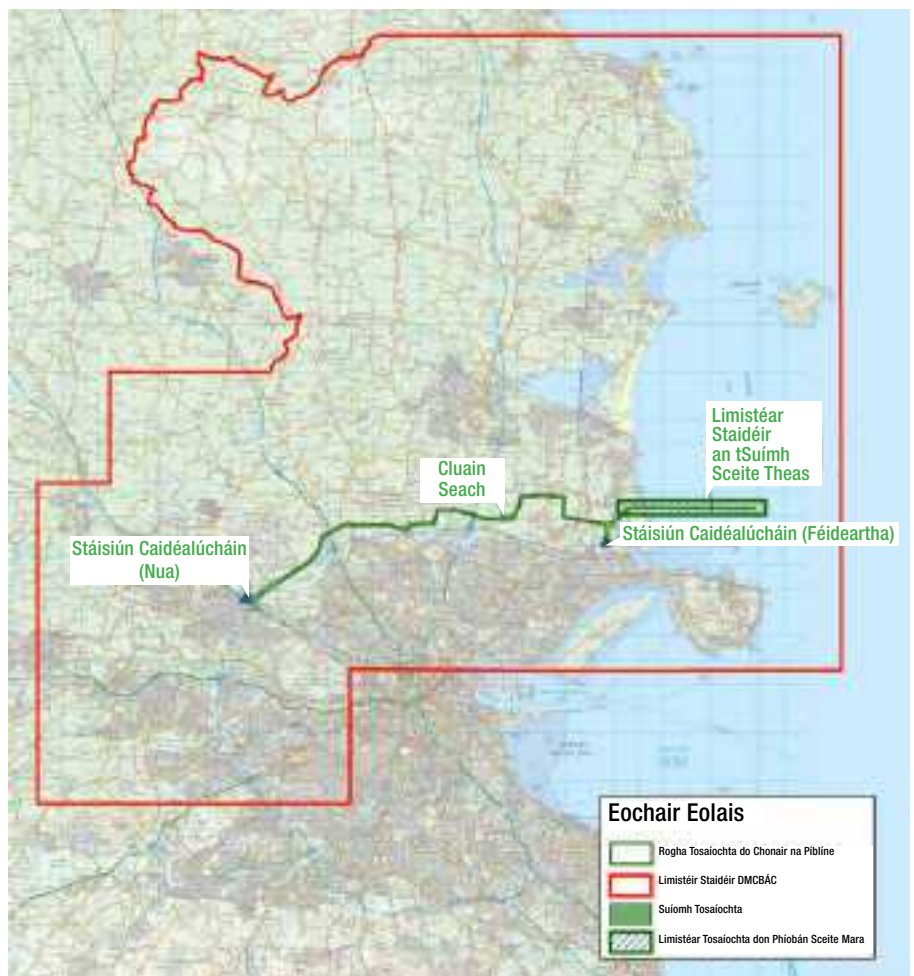 Limistéar
Staidéir
an tSuímh
Sceite Theas
Cluain
Seach
Stáisiún Caidéalúcháin (Féideartha)
Stáisiún Caidéalúcháin
(Nua)
Eochair Eolais
Rogha Tosaíochta do Chonair na Píblíne
Limistéir Staidéir DMCBÁC
Suíomh Tosaíochta
Limistéar Tosaíochta don Phíobán Sceite Mara